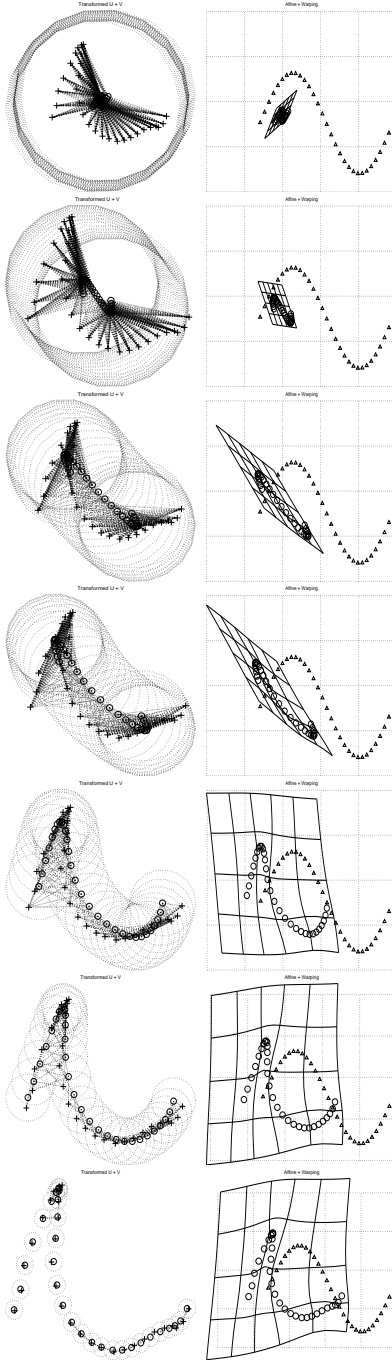 Transformed U + V
Affine + Warping
Transformed U + V
Affine + Warping
Transformed U + V
Affine + Warping
Transformed U + V
Affine + Warping
Transformed U + V
Affine + Warping
Transformed U + V
Affine + Warping
Transformed U + V
Affine + Warping